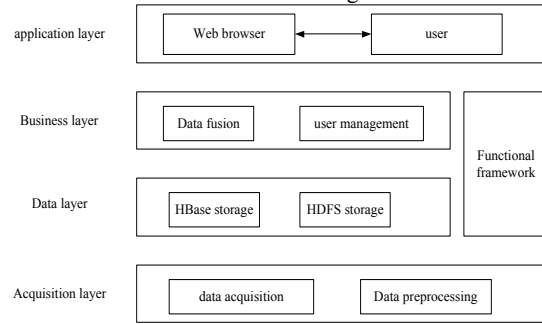 application layer
Web browser
user
Business layer
Data fusion
user management
Functional
framework
Data layer
HBase storage
HDFS storage
Acquisition layer
data acquisition
Data preprocessing